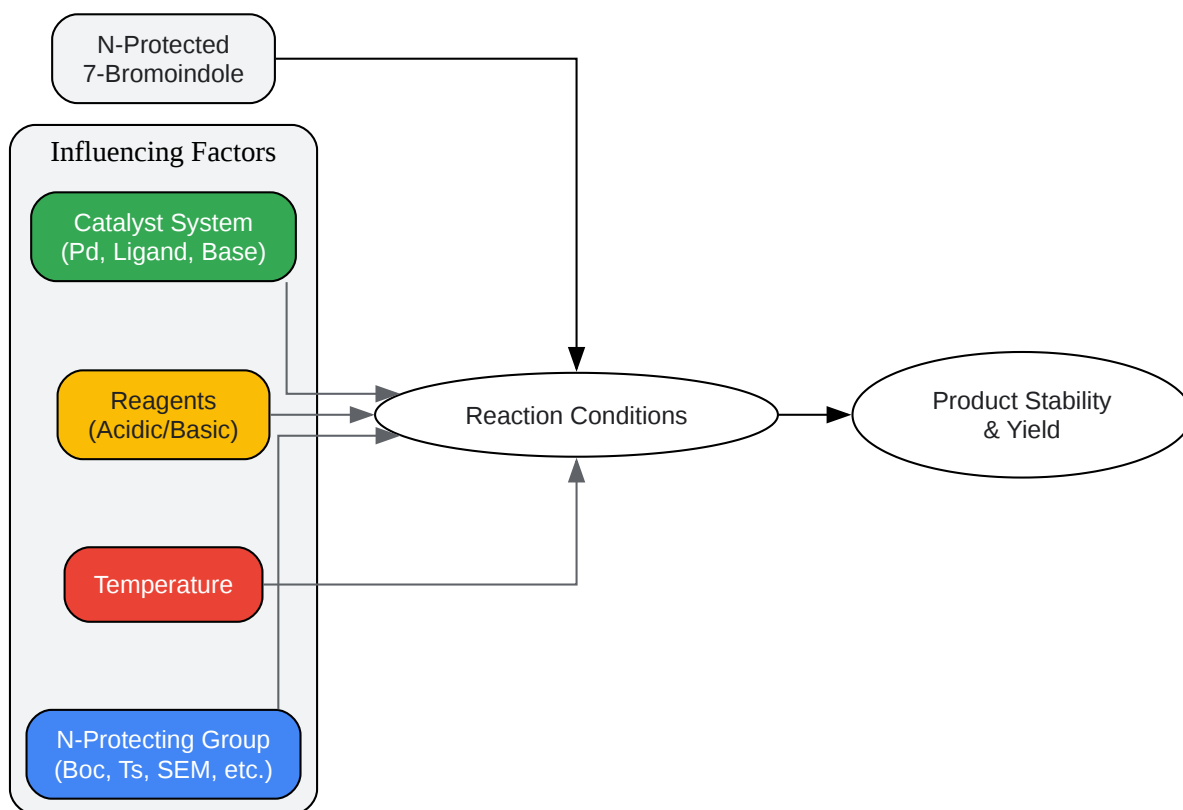 N-Protected
7-Bromoindole
Influencing Factors
Catalyst System
(Pd, Ligand, Base)
Reagents
(Acidic/Basic)
Temperature
N-Protecting Group
(Boc, Ts, SEM, etc.)
Reaction Conditions
Product Stability
& Yield